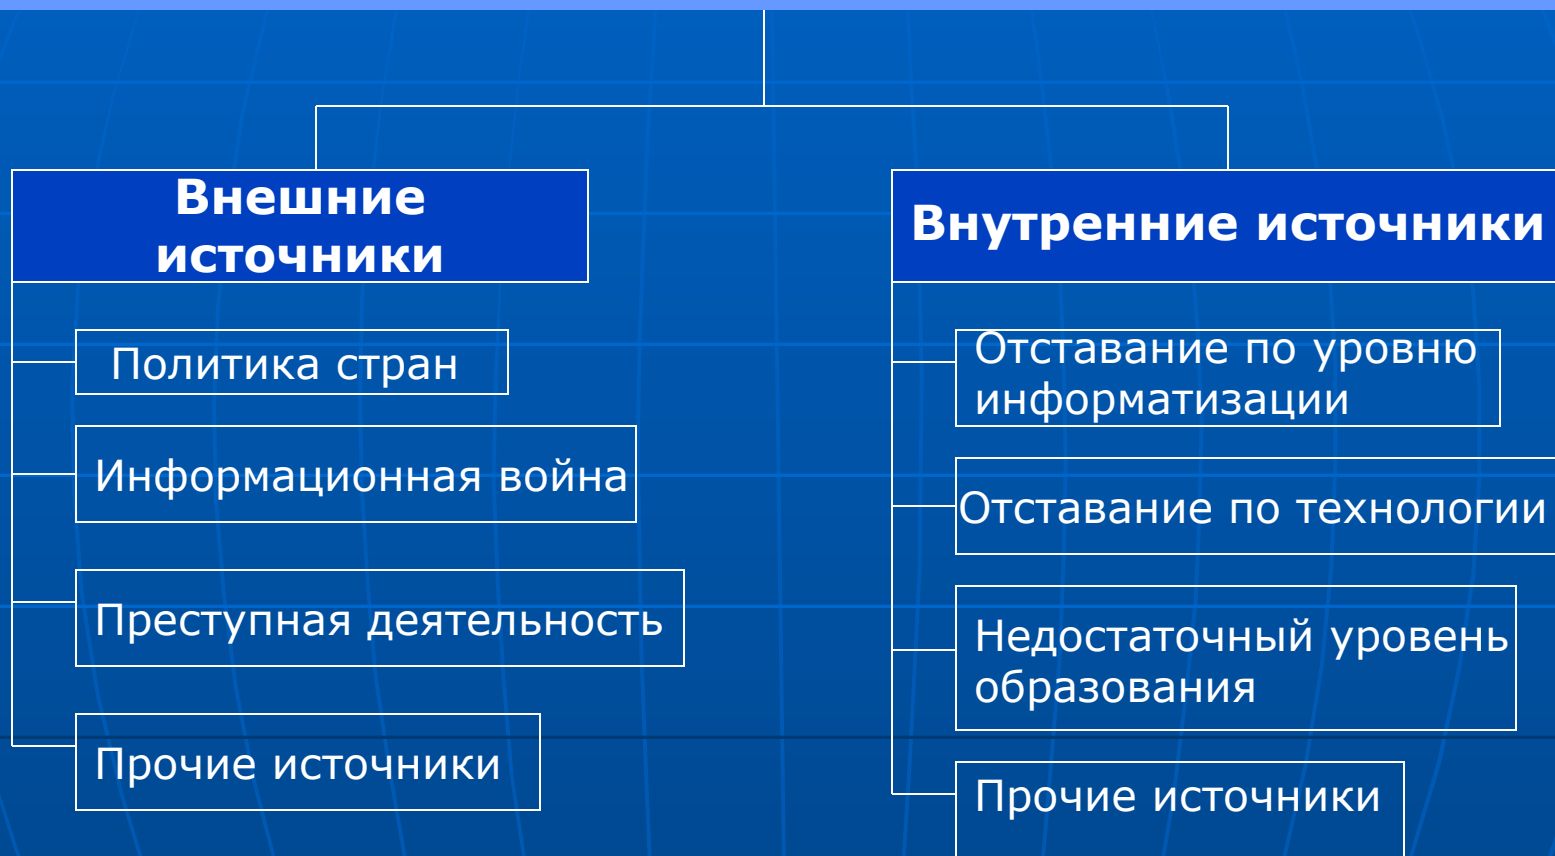 Внешние
источники
Политика стран
Информационная война
Преступная деятельность
Прочие источники
Внутренние источники
Отставание по уровню
информатизации
Отставание по технологии
Недостаточный уровень
образования
Прочие источники